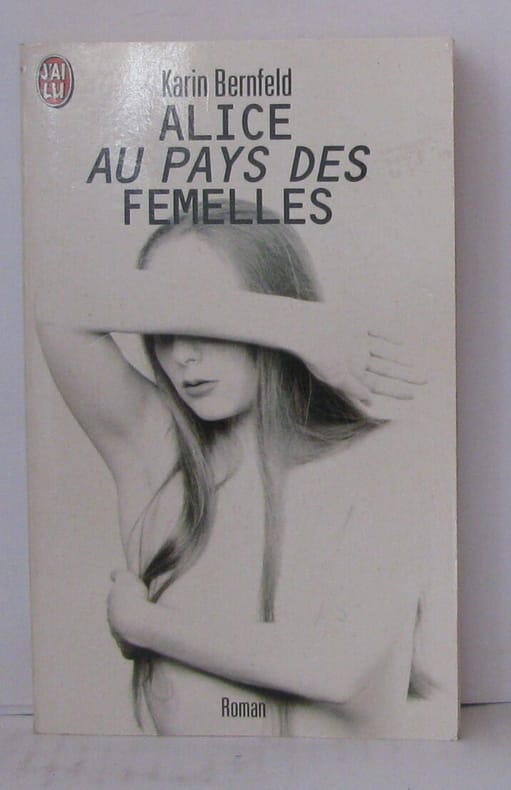 J'AI
LU
Karin Bernfeld
ALICE
AU PAYS DES
FEMELLES
Roman